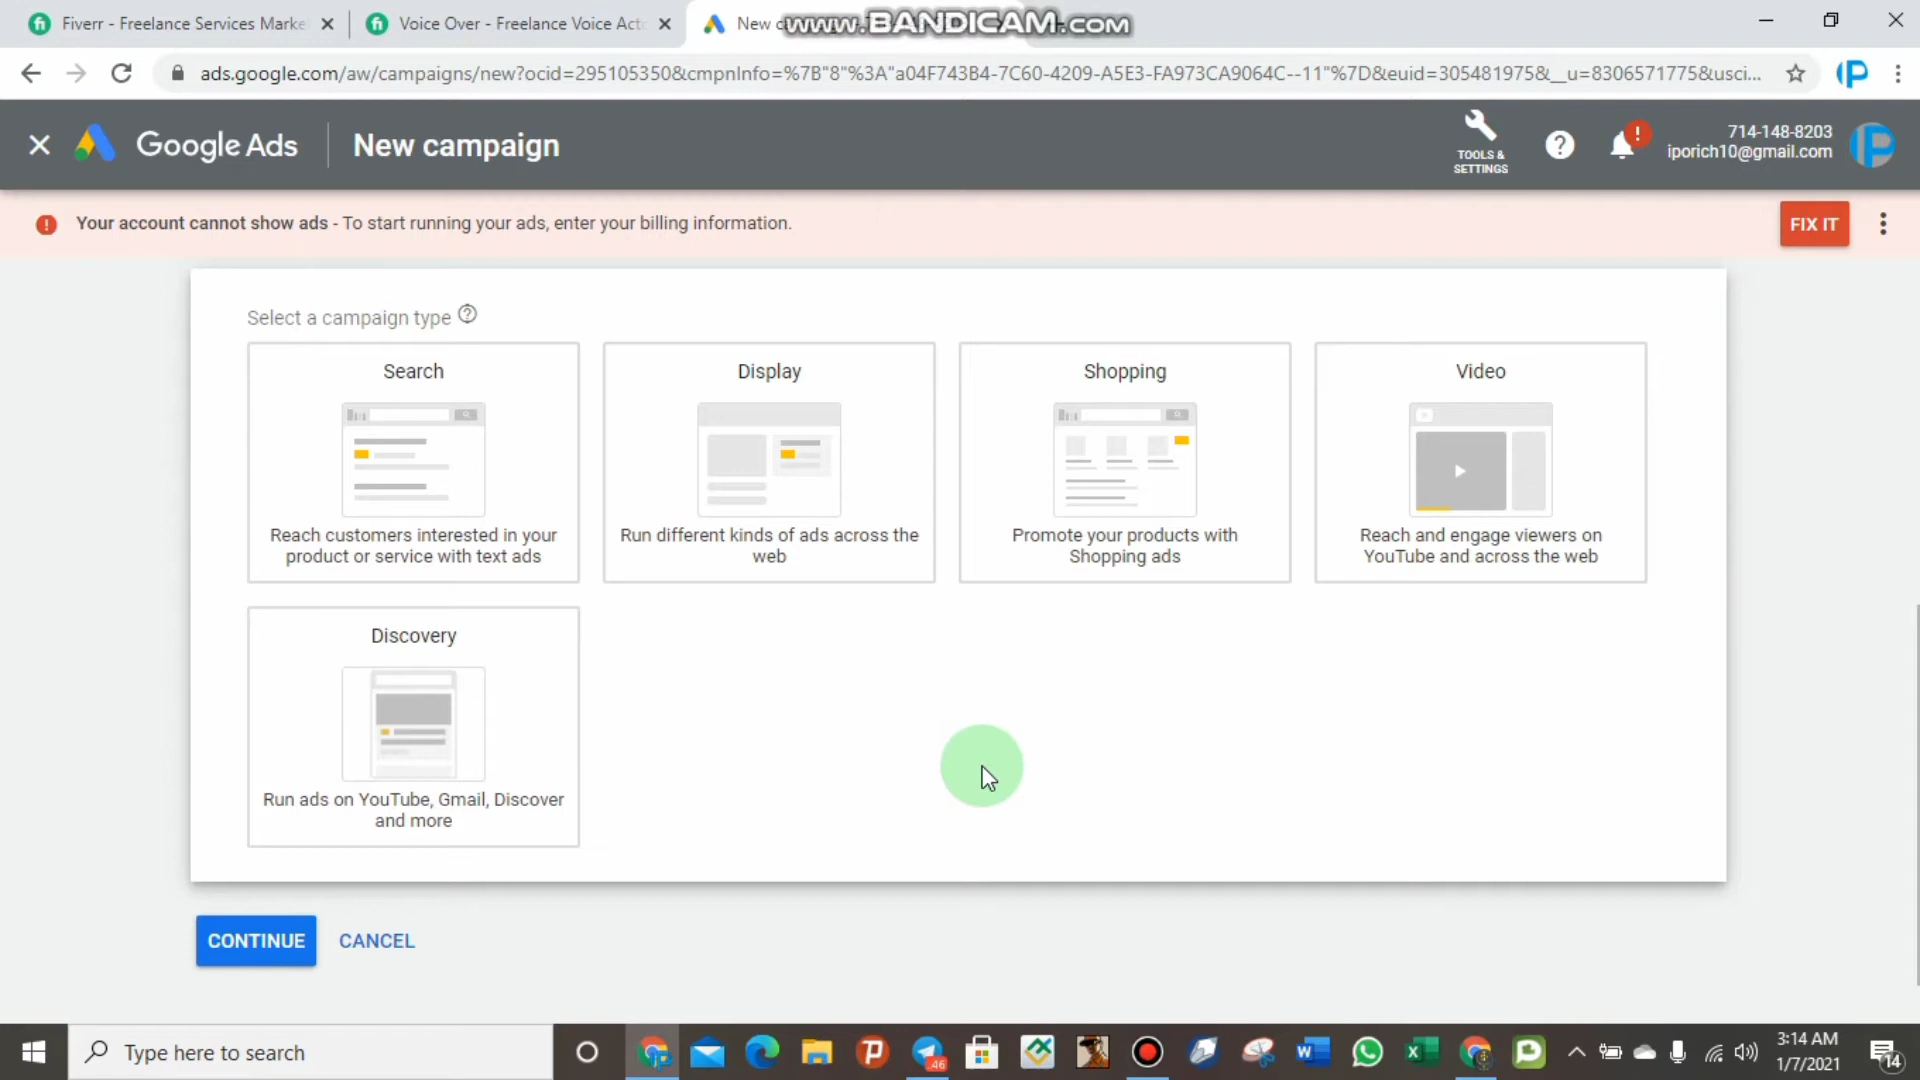 Fiverr - Freelance Services Marke
Voice Over - Freelance Voice Acto
New c
www.BANDICAM.com
ads.google.com/aw/campaigns/new?ocid=295105350&cmpnInfo=%7B"8"%3A"a04F743B4-7C60-4209-A5E3-FA973CA9064C--11"%7D&euid=305481975&__u=8306571775&usci...
Google Ads
New campaign
TOOLS &
SETTINGS
714-148-8203
iporich10@gmail.com
Your account cannot show ads - To start running your ads, enter your billing information.
FIX IT
Select a campaign type
Search
Reach customers interested in your
product or service with text ads
Display
Run different kinds of ads across the
web
Shopping
Promote your products with
Shopping ads
Video
Reach and engage viewers on
YouTube and across the web
Discovery
Run ads on YouTube, Gmail, Discover
and more
CONTINUE
CANCEL
Type here to search
46
3:14 AM
1/7/2021
14